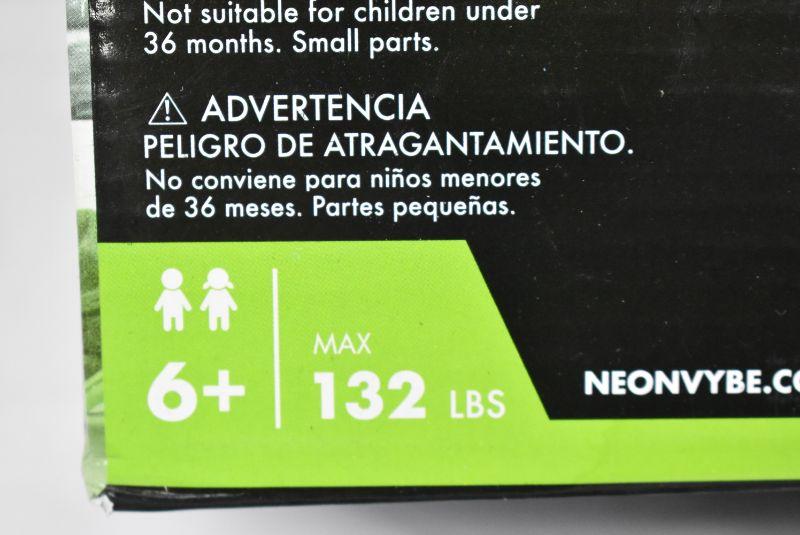 Not suitable for children under
36 months. Small parts.
⚠ ADVERTENCIA
PELIGRO DE ATRAGANTAMIENTO.
No conviene para niños menores
de 36 meses. Partes pequeñas.
6+
MAX
132 LBS
NEONVYBE.CO